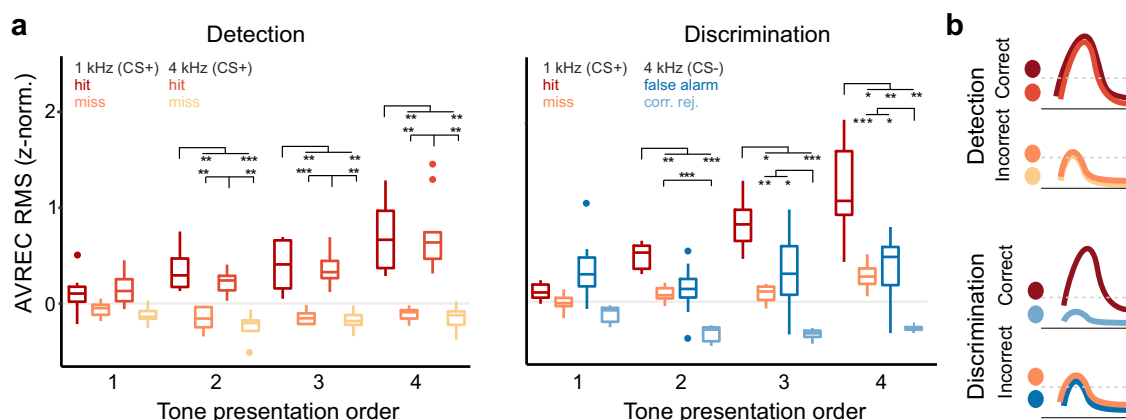 a
Detection
1 kHz (CS+) 4 kHz (CS+)
hit hit
miss miss
AVREC RMS (z-norm.)
2
1
0
** *** ** ** ** **
** ** *** ** ** **
1 2 3 4
Tone presentation order
Discrimination
1 kHz (CS+) 4 kHz (CS-)
hit false alarm
miss corr. rej.
* ** **
*** *
** *** * ***
*** ** *
1 2 3 4
Tone presentation order
b
Detection
Correct
Incorrect
Discrimination
Correct
Incorrect